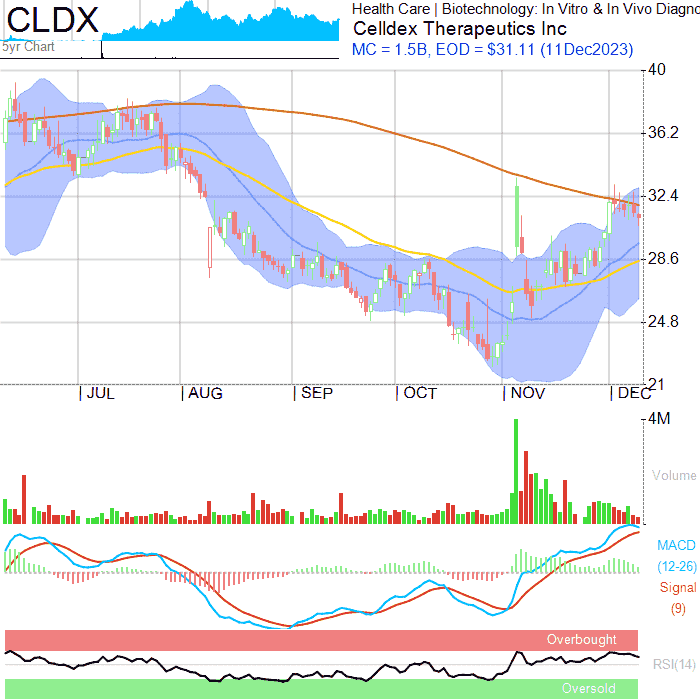 CLDX
5yr Chart
Health Care | Biotechnology: In Vitro & In Vivo Diagno
Celldex Therapeutics Inc
MC = 1.5B, EOD = $31.11 (11Dec2023)
40
36.2
32.4
28.6
24.8
21
|JUL |AUG |SEP |OCT |NOV |DEC
4M
Volume
MACD
(12-26)
Signal
(9)
Overbought
RSI(14)
Oversold